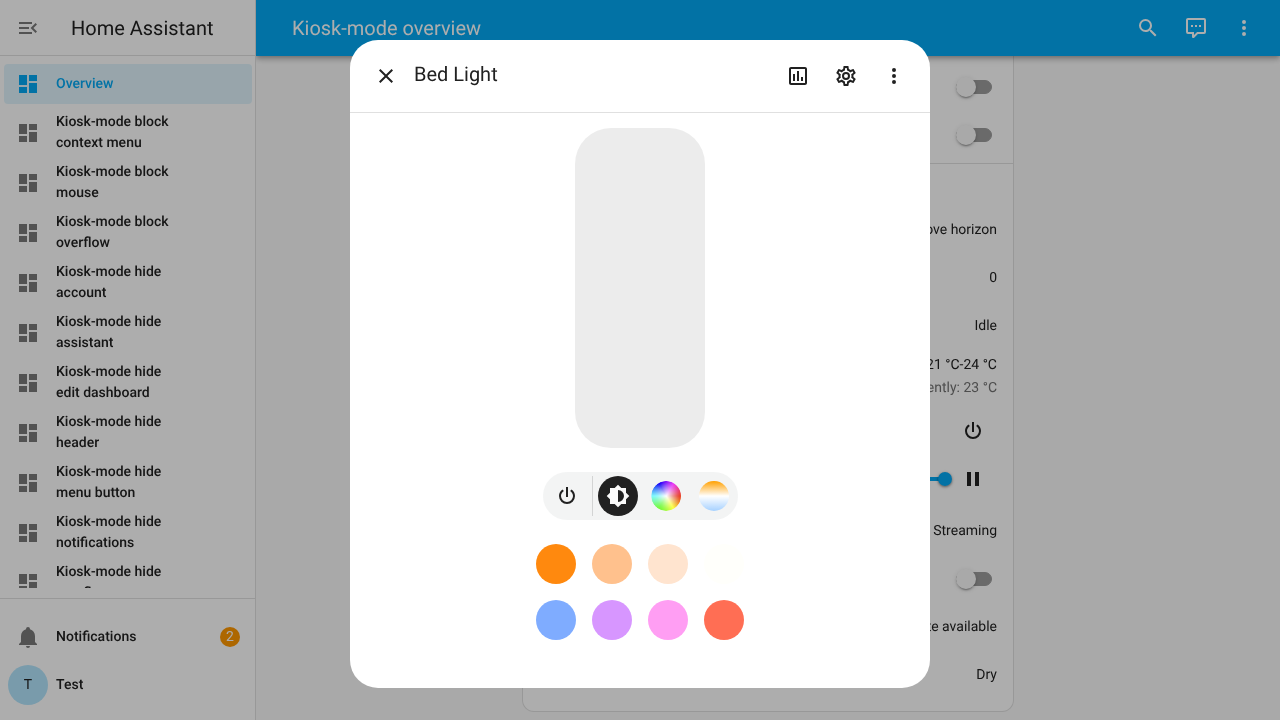 Home Assistant
Kiosk-mode overview
Overview
Kiosk-mode block
context menu
Kiosk-mode block
mouse
Kiosk-mode block
overflow
Kiosk-mode hide
account
Kiosk-mode hide
assistant
Kiosk-mode hide
edit dashboard
Kiosk-mode hide
header
Kiosk-mode hide
menu button
Kiosk-mode hide
notifications
Kiosk-mode hide
Notifications
2
T
Test
Bed Light
horizon
0
Idle
21 °C-24 °C
23 °C
Streaming
available
Dry